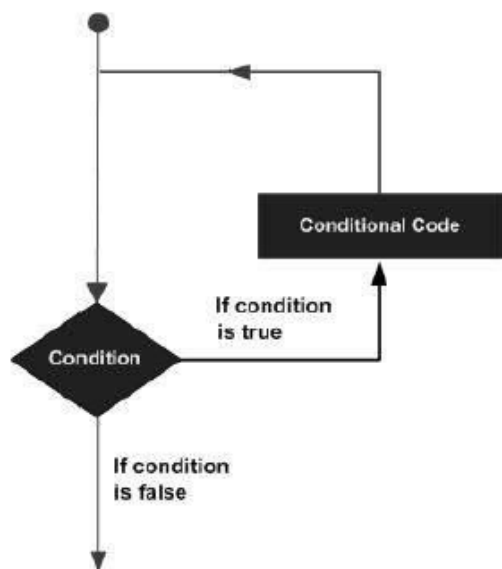 Conditional Code
If condition
is true
Condition
If condition
is false